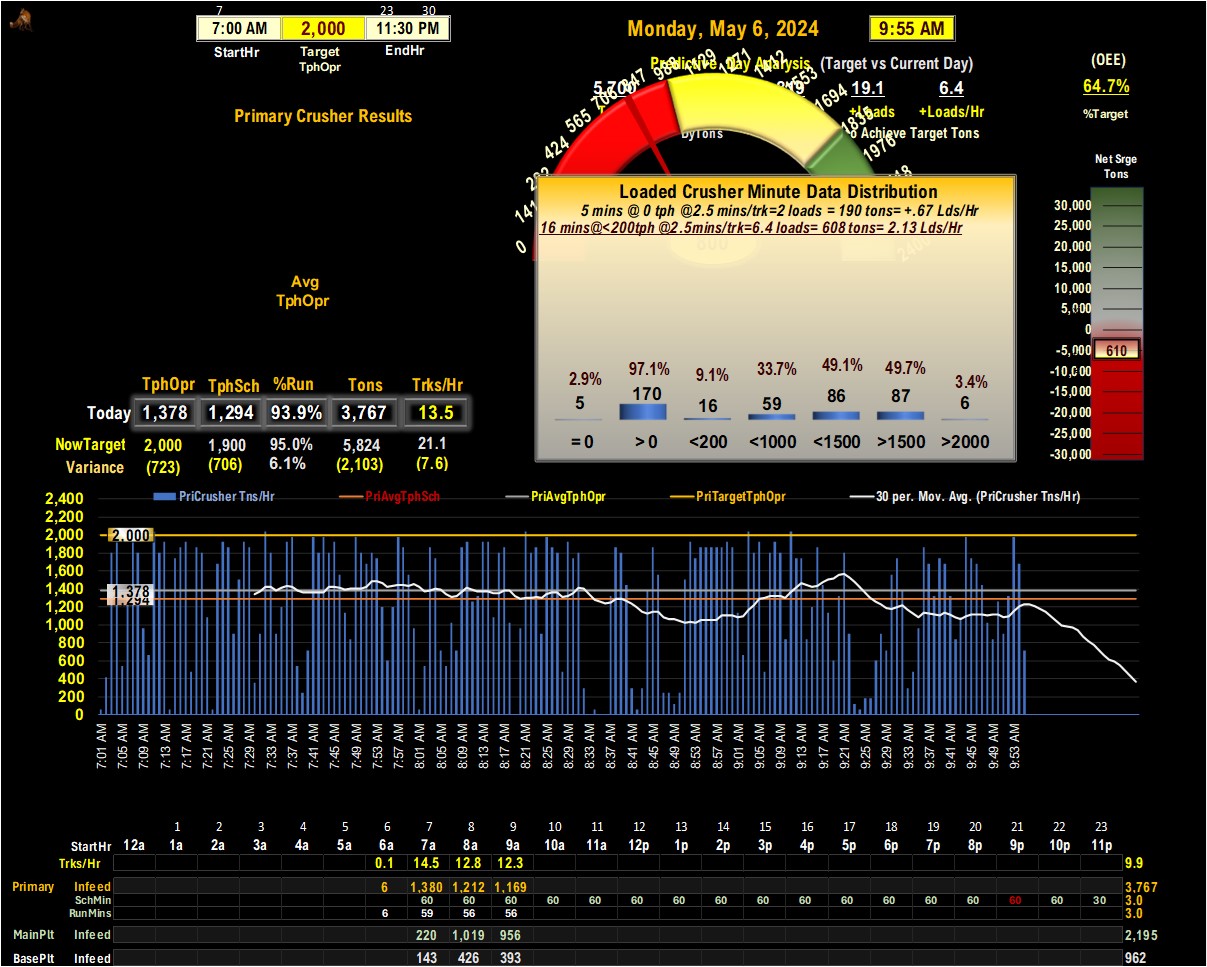 7 23 30
7:00 AM 2,000 11:30 PM
StartHr Target TphOpr EndHr
Monday, May 6, 2024 9:55 AM
Predictive Day Analysis (Target vs Current Day)
19.1 6.4
+Loads +Loads/Hr
ByTons Achieve Target Tons
(OEE)
64.7%
%Target
Primary Crusher Results
0 141 424 565 706 847 988 1129 1271 1412 1553 1694 1835 1976
Net Srge
Tons
30,000
25,000
20,000
15,000
10,000
5,000
0
-5,000
-10,000
-15,000
-20,000
-25,000
-30,000
610
Loaded Crusher Minute Data Distribution
5 mins @ 0 tph @2.5 mins/trk=2 loads = 190 tons= +.67 Lds/Hr
16 mins@<200tph @2.5mins/trk=6.4 loads= 608 tons= 2.13 Lds/Hr
800
2400
2.9% 97.1% 9.1% 33.7% 49.1% 49.7% 3.4%
5 170 16 59 86 87 6
=0 >0 <200 <1000 <1500 >1500 >2000
Avg
TphOpr
TphOpr TphSch %Run Tons Trks/Hr
Today 1,378 1,294 93.9% 3,767 13.5
NowTarget 2,000 1,900 95.0% 5,824 21.1
Variance (723) (706) 6.1% (2,103) (7.6)
PriCrusher Tns/Hr PriAvgTphSch PriAvgTphOpr PriTargetTphOpr 30 per. Mov. Avg. (PriCrusher Tns/Hr)
2,400
2,200
2,000
1,800
1,600
1,400
1,200
1,000
800
600
400
200
0
2,000
1,378
1,294
7:01 AM 7:05 AM 7:09 AM 7:13 AM 7:17 AM 7:21 AM 7:25 AM 7:29 AM 7:33 AM 7:37 AM 7:41 AM 7:45 AM 7:49 AM 7:53 AM 7:57 AM 8:01 AM 8:05 AM 8:09 AM 8:13 AM 8:17 AM 8:21 AM 8:25 AM 8:29 AM 8:33 AM 8:37 AM 8:41 AM 8:45 AM 8:49 AM 8:53 AM 8:57 AM 9:01 AM 9:05 AM 9:09 AM 9:13 AM 9:17 AM 9:21 AM 9:25 AM 9:29 AM 9:33 AM 9:37 AM 9:41 AM 9:45 AM 9:49 AM 9:53 AM
1 2 3 4 5 6 7 8 9 10 11 12 13 14 15 16 17 18 19 20 21 22 23
StartHr 12a 1a 2a 3a 4a 5a 6a 7a 8a 9a 10a 11a 12p 1p 2p 3p 4p 5p 6p 7p 8p 9p 10p 11p
Trks/Hr 0.1 14.5 12.8 12.3 9.9
Primary Infeed 6 1,380 1,212 1,169 3,767
SchMin 60 60 60 60 60 60 60 60 60 60 60 60 60 60 60 60 30 3.0
RunMins 6 59 56 56 3.0
MainPlt Infeed 220 1,019 956 2,195
BasePlt Infeed 143 426 393 962